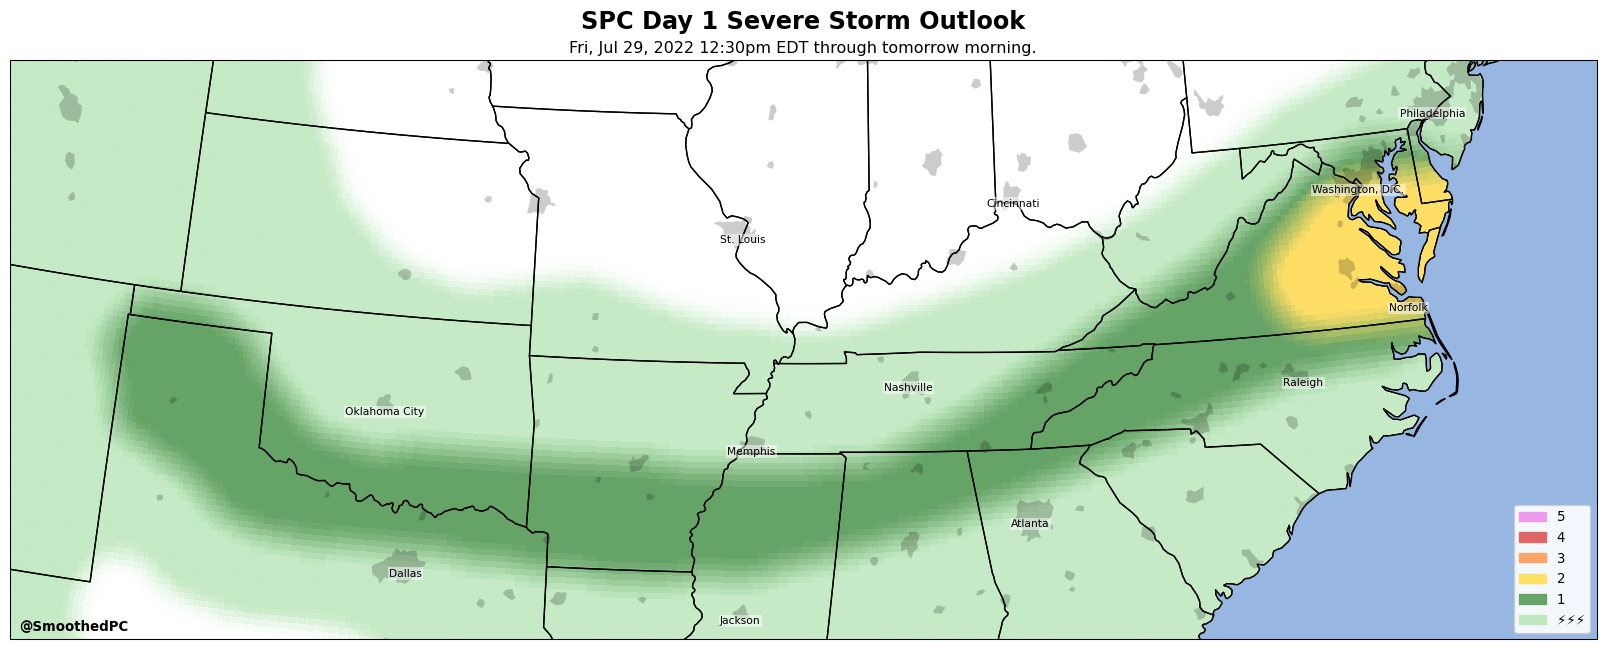 SPC Day 1 Severe Storm Outlook
Fri, Jul 29, 2022 12:30pm EDT through tomorrow morning.
Philadelphia
Washington, D.C.
Cincinnati
St. Louis
Norfolk
Raleigh
Nashville
Oklahoma City
Memphis
Atlanta
Dallas
Jackson
5
4
3
2
1
⚡⚡⚡
@SmoothedPC